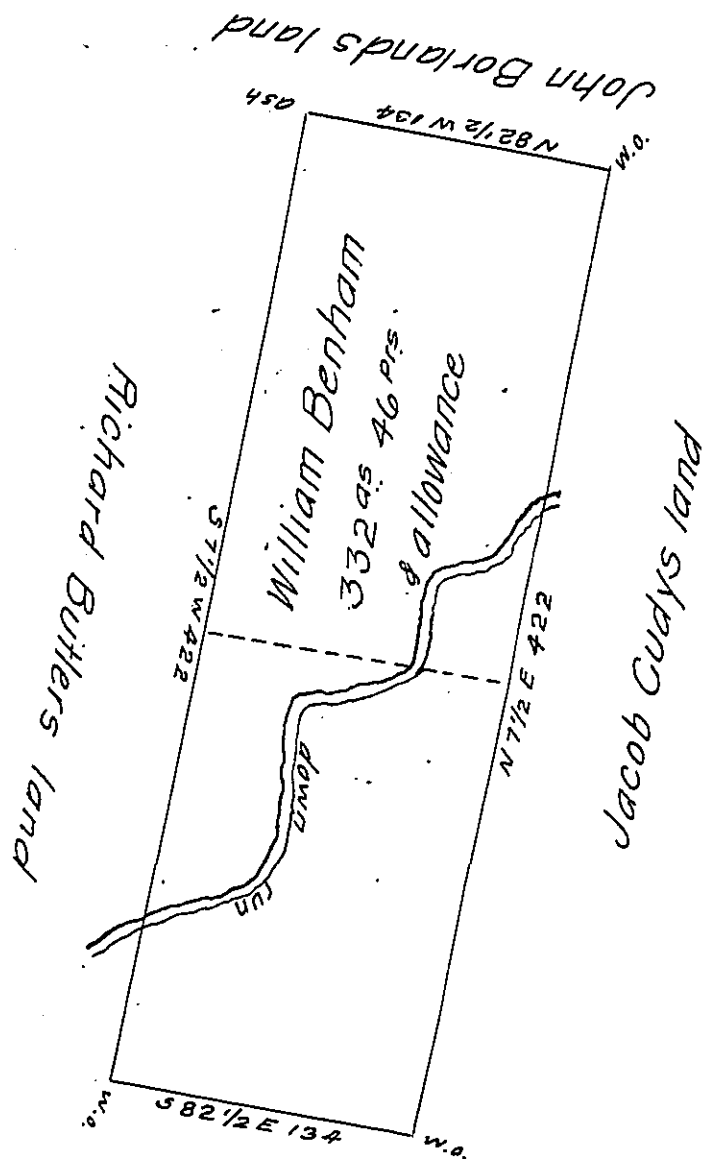 John Borlands land
ash
N 82 1/2 W 134
W.O.
William Benham
332 as. 46 Prs.
& allowance
Richard Butlers land
S 7 1/2 W 422
Jacob Cudys land
N 7 1/2 E 422
run down
W.O.
S 82 1/2 E 134
W.O.